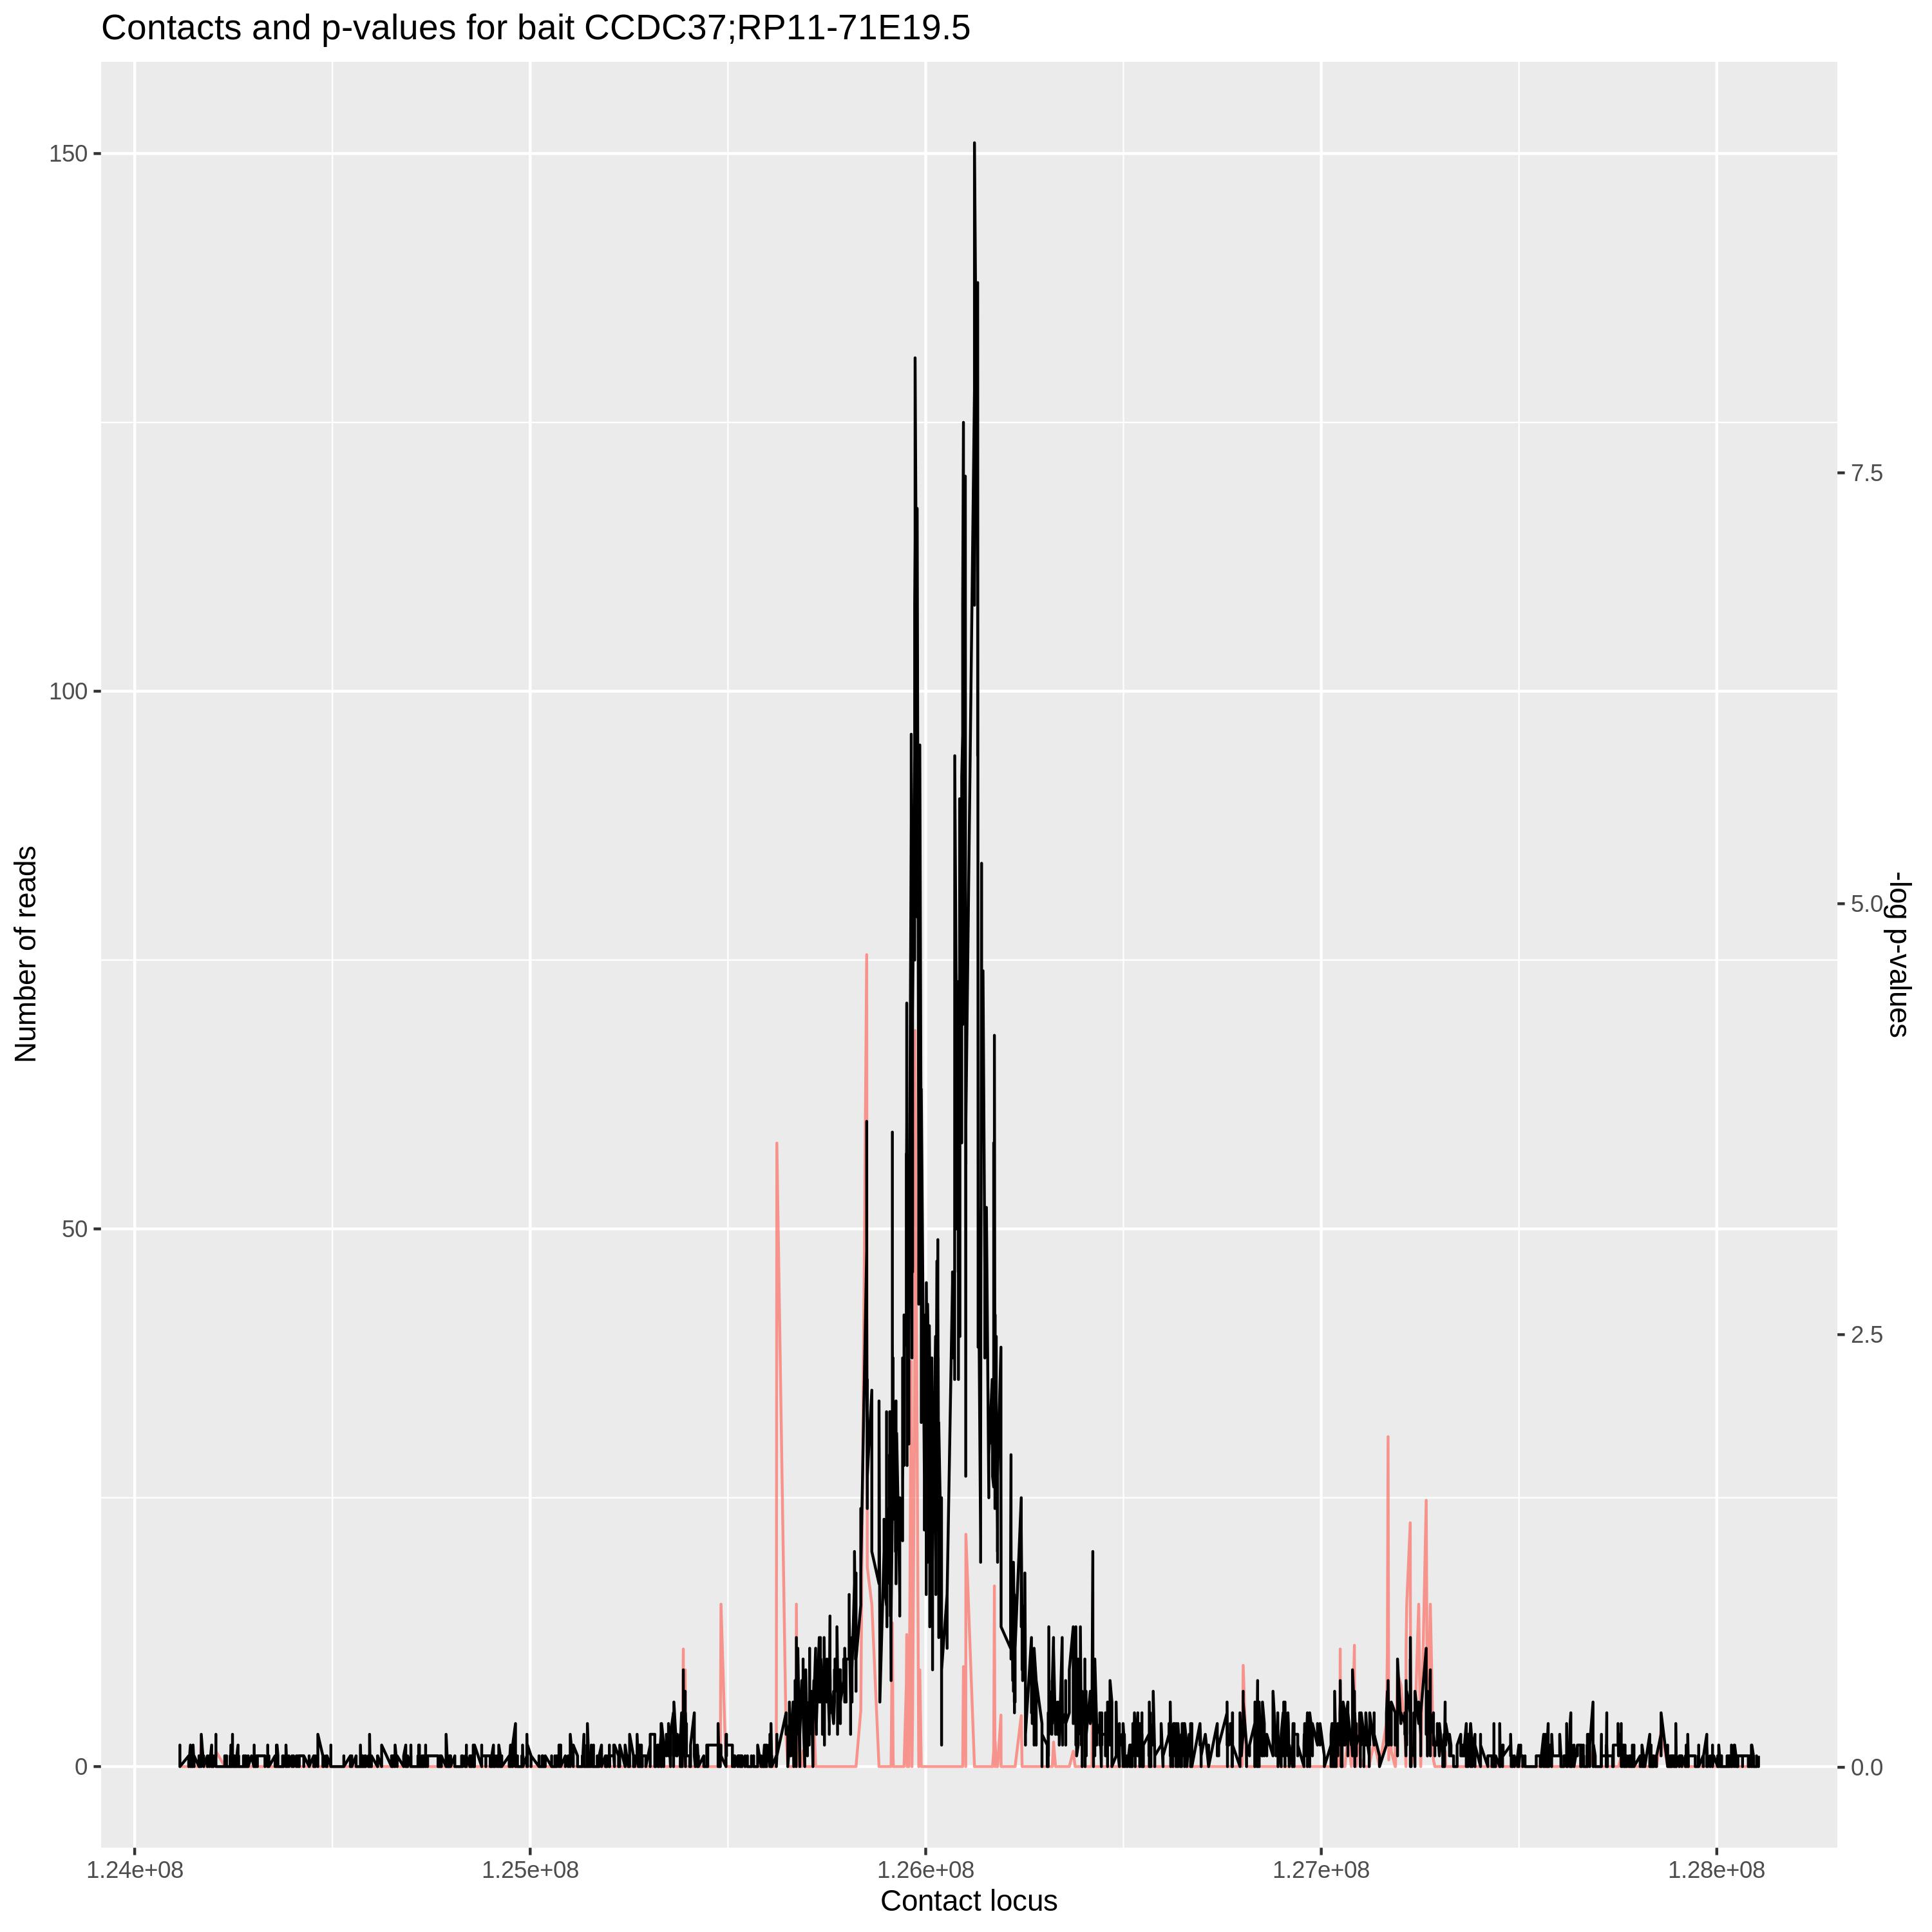 Contacts and p-values for bait CCDC37;RP11-71E19.5
150
100
50
0
Number of reads
7.5
5.0
2.5
0.0
-log p-values
1.24e+08
1.25e+08
1.26e+08
1.27e+08
1.28e+08
Contact locus